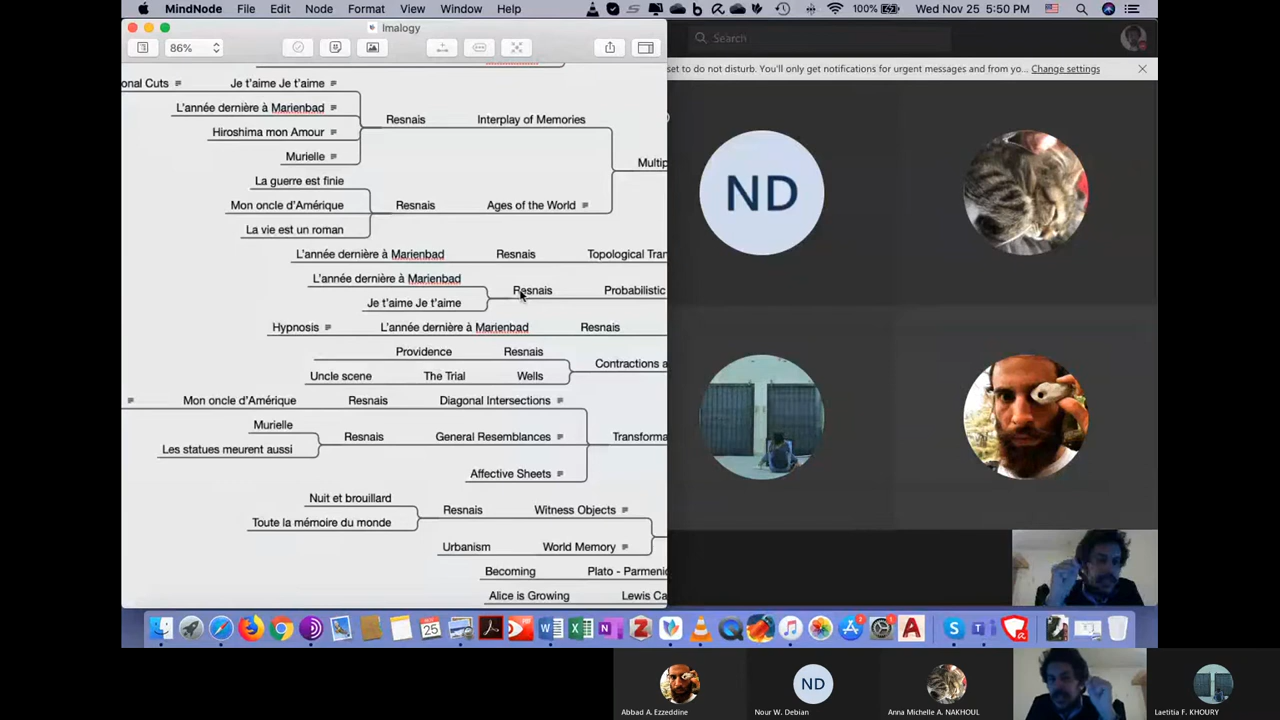 MindNode File Edit Node Format View Window Help 100% Wed Nov 25 5:50 PM
Imalogy
86%
Search
set to do not disturb. You'll only get notifications for urgent messages and from yo... Change settings
onal Cuts Je t'aime Je t'aime
L'année dernière à Marienbad
Hiroshima mon Amour
Murielle
Resnais Interplay of Memories
Multip
La guerre est finie
Mon oncle d'Amérique Resnais Ages of the World
La vie est un roman
L'année dernière à Marienbad Resnais Topological Tran
L'année dernière à Marienbad
Je t'aime Je t'aime
Resnais Probabilistic
Hypnosis L'année dernière à Marienbad Resnais
Providence Resnais
Contractions a
Uncle scene The Trial Wells
Mon oncle d'Amérique Resnais Diagonal Intersections
Murielle
Les statues meurent aussi
Resnais General Resemblances Transforma
Affective Sheets
Nuit et brouillard
Toute la mémoire du monde
Resnais Witness Objects
Urbanism World Memory
Becoming Plato - Parmenid
Alice is Growing Lewis Ca
ND
NOV
25
ND
Abbad A. Ezzeddine
Nour W. Debian
Anna Michelle A. NAKHOUL
Laetitia F. KHOURY